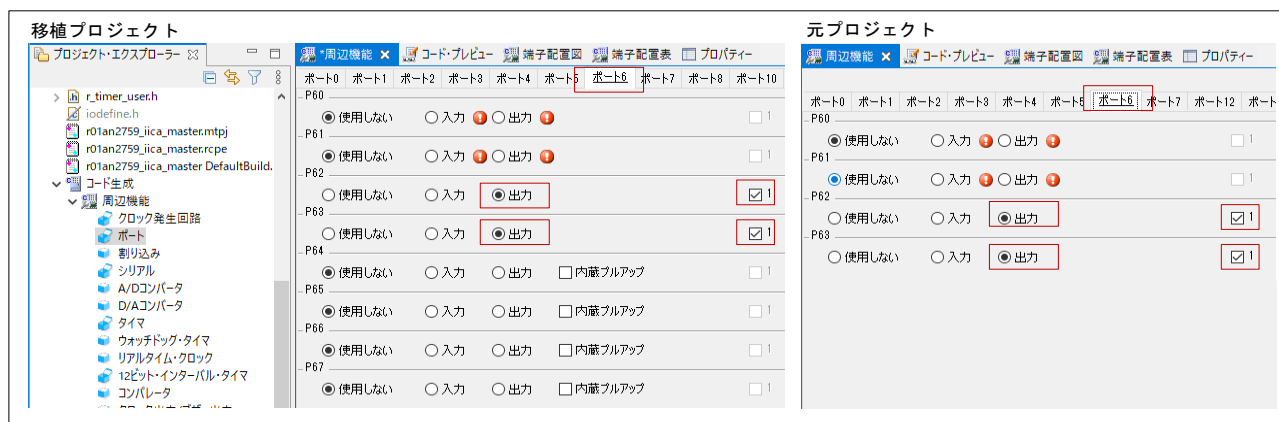 移植プロジェクト
プロジェクト・エクスプローラー
r_timer_user.h
iodefine.h
r01an2759_iica_master.mtpj
r01an2759_iica_master.rcpe
r01an2759_iica_master DefaultBuild.
コード生成
周辺機能
クロック発生回路
ポート
割り込み
シリアル
A/Dコンバータ
D/Aコンバータ
タイマ
ウォッチドッグ・タイマ
リアルタイム・クロック
12ビット・インターバル・タイマ
コンパレータ
*周辺機能 コード・プレビュー 端子配置図 端子配置表 プロパティー
ポート0 ポート1 ポート2 ポート3 ポート4 ポート5 ポート6 ポート7 ポート8 ポート10
P60
使用しない 入力 出力 1
P61
使用しない 入力 出力 1
P62
使用しない 入力 出力 1
P63
使用しない 入力 出力 1
P64
使用しない 入力 出力 内蔵プルアップ 1
P65
使用しない 入力 出力 内蔵プルアップ 1
P66
使用しない 入力 出力 内蔵プルアップ 1
P67
使用しない 入力 出力 内蔵プルアップ 1
元プロジェクト
周辺機能 コード・プレビュー 端子配置図 端子配置表 プロパティー
ポート0 ポート1 ポート2 ポート3 ポート4 ポート5 ポート6 ポート7 ポート12
P60
使用しない 入力 出力 1
P61
使用しない 入力 出力 1
P62
使用しない 入力 出力 1
P63
使用しない 入力 出力 1